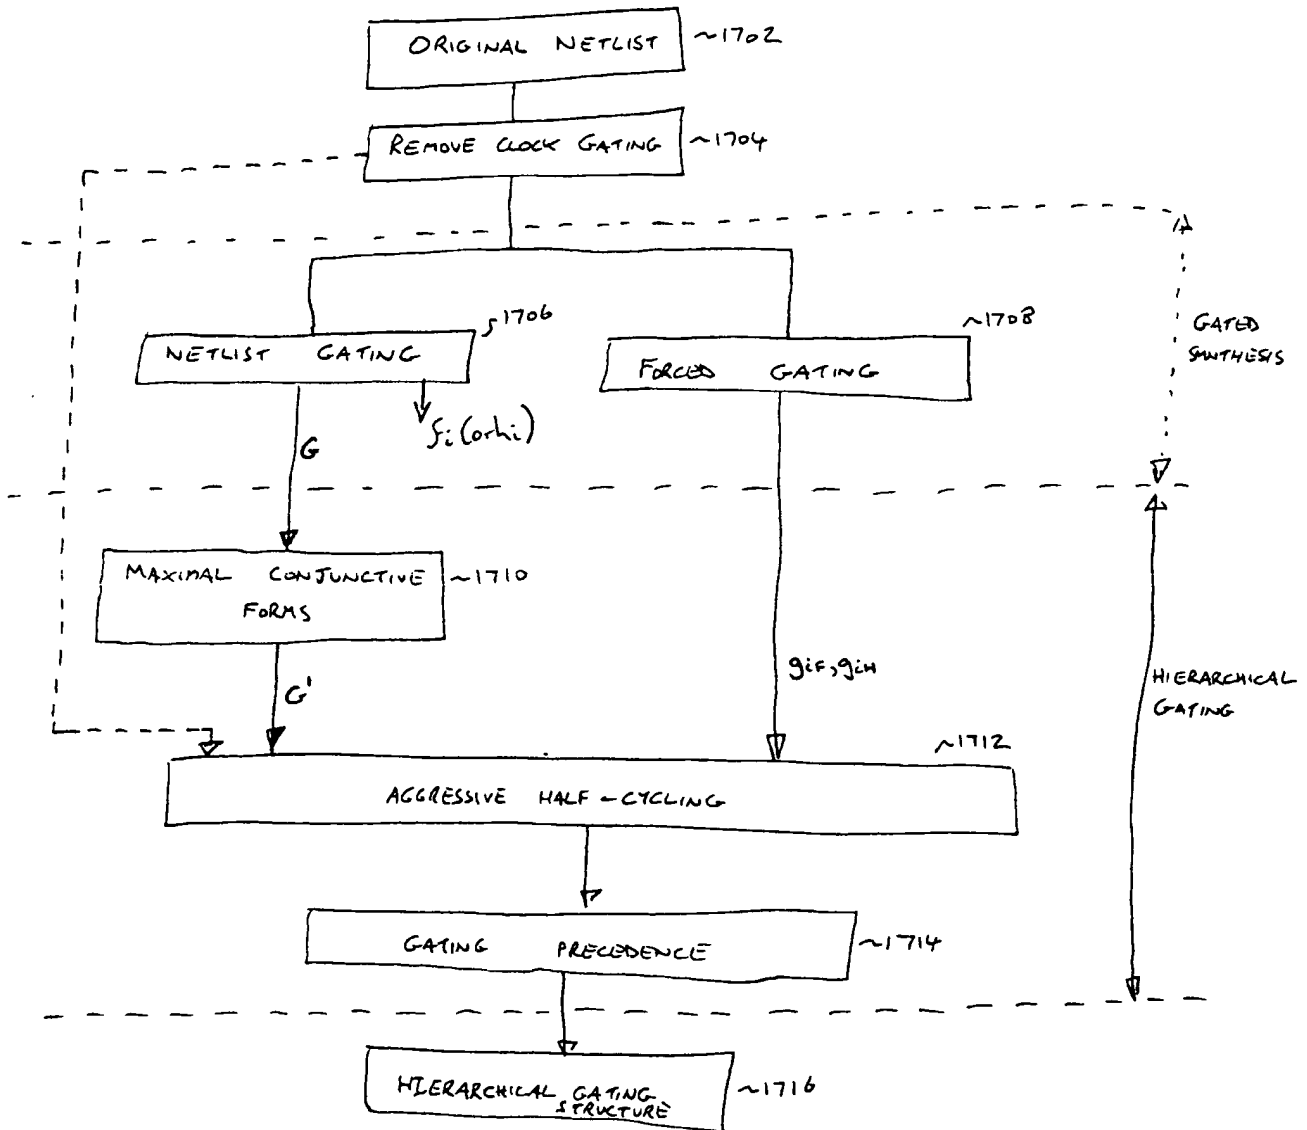 ORIGINAL NETLIST
~1702
REMOVE CLOCK GATING
~1704
NETLIST GATING
1706
FORCED GATING
~1708
GATED
SYNTHESIS
fi(orhi)
G
MAXIMAL CONJUNCTIVE
FORMS
~1710
G'
giF, giH
HIERARCHICAL
GATING
~1712
AGGRESSIVE HALF-CYCLING
GATING PRECEDENCE
~1714
HIERARCHICAL GATING
STRUCTURE
~1716